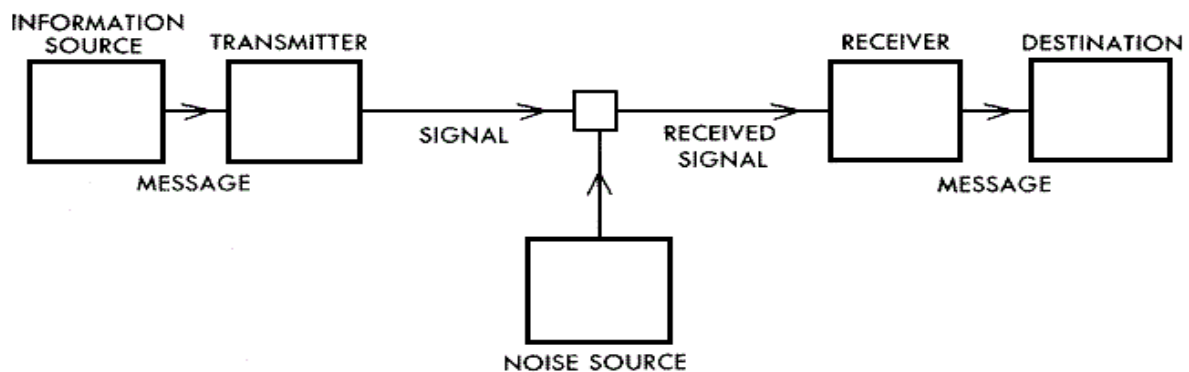 INFORMATION
SOURCE
TRANSMITTER
RECEIVER
DESTINATION
SIGNAL
RECEIVED
SIGNAL
MESSAGE
MESSAGE
NOISE SOURCE